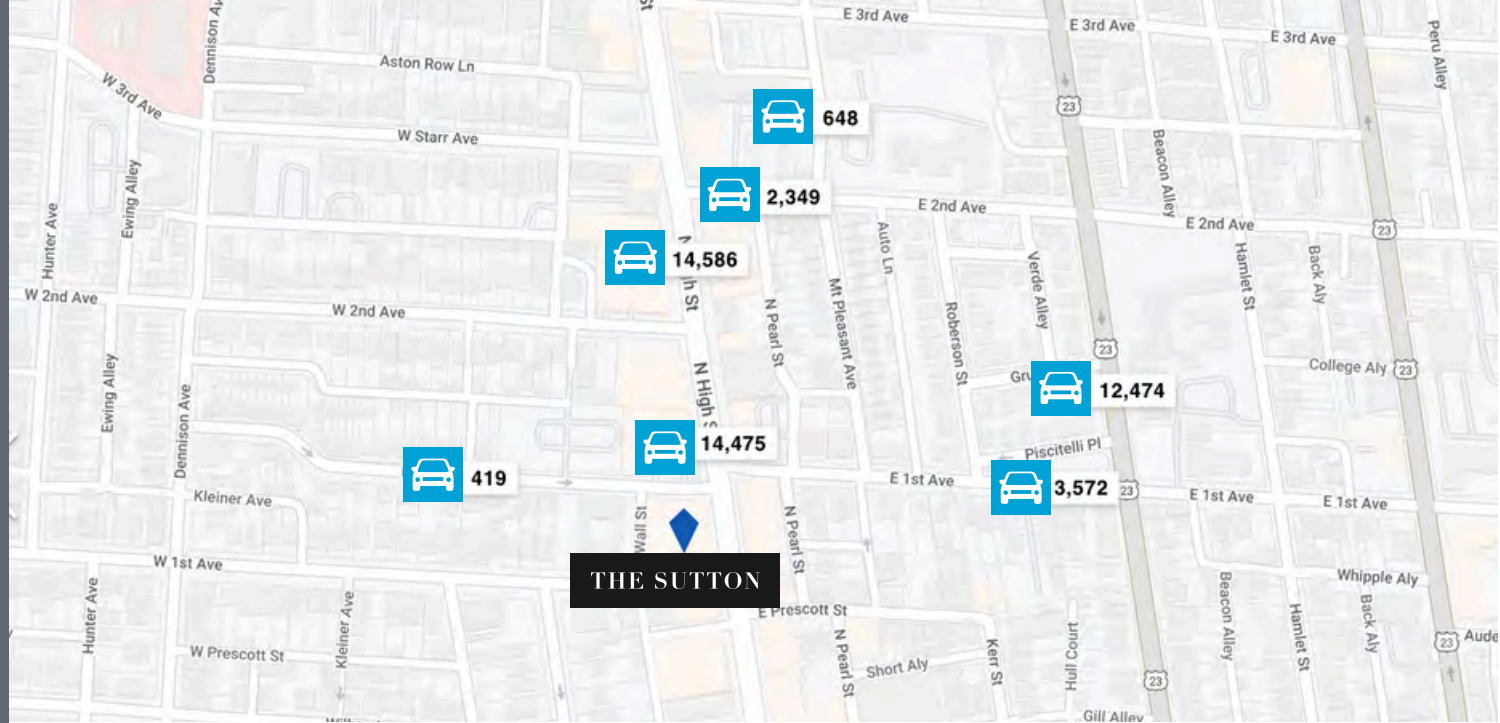 E 3rd Ave
E 3rd Ave
E 3rd Ave
Peru Alley
Dennison Av
Aston Row Ln
W 3rd Ave
23
648
W Starr Ave
Beacon Alley
Ewing Alley
2,349
E 2nd Ave
E 2nd Ave
23
Hunter Ave
Auto Ln
14,586
Verde Alley
Hamlet St
Back Aly
W 2nd Ave
W 2nd Ave
N Pearl St
Mt Pleasant Ave
Roberson St
23
College Aly
23
Ewing Alley
Dennison Ave
N High S
12,474
14,475
Piscitelli Pl
419
E 1st Ave
3,572
23
E 1st Ave
E 1st Ave
Kleiner Ave
Wall St
N Pearl St
W 1st Ave
THE SUTTON
Whipple Aly
Hunter Ave
Kleiner Ave
E Prescott St
Beacon Alley
Hamlet St
Back Aly
W Prescott St
N Pearl St
Short Aly
Kerr St
Hull Court
23
Aude
23
Gill Alley